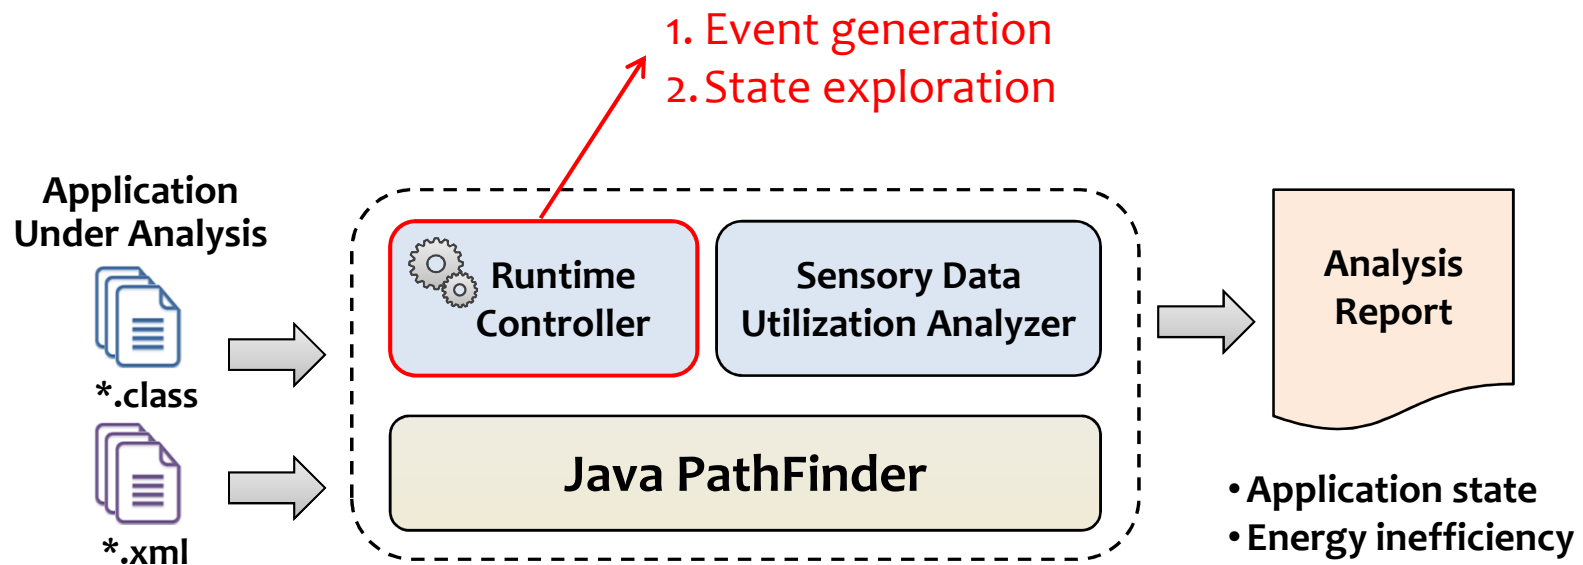 1. Event generation
2. State exploration
Application
Under Analysis
*.class
*.xml
Runtime
Controller
Sensory Data
Utilization Analyzer
Java PathFinder
Analysis
Report
• Application state
• Energy inefficiency